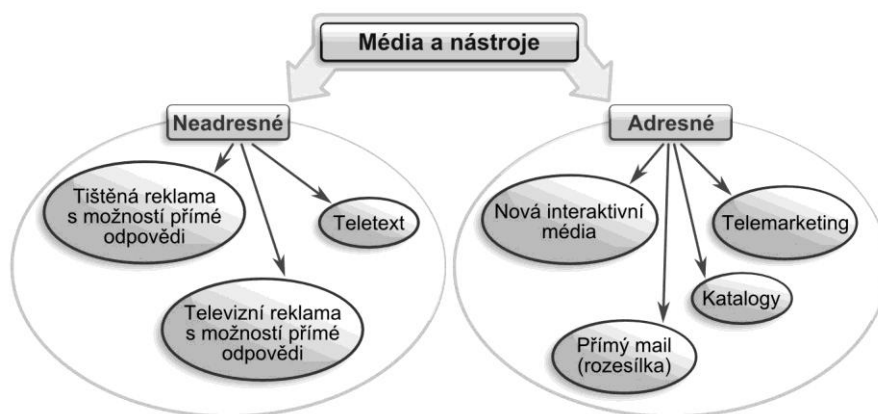 Média a nástroje
Neadresné
Tištěná reklama
s možností přímé
odpovědi
Teletext
Televizní reklama
s možností přímé
odpovědi
Adresné
Nová interaktivní
média
Telemarketing
Katalogy
Přímý mail
(rozesílka)